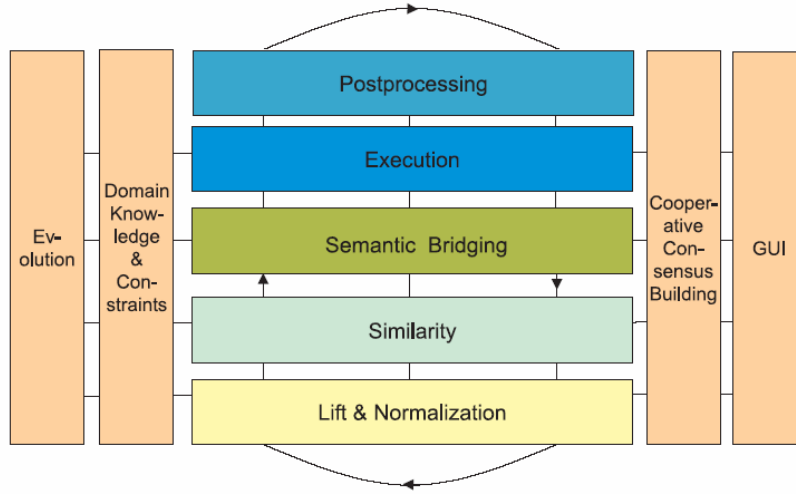 Postprocessing
Execution
Semantic Bridging
Similarity
Lift & Normalization
Ev-
olution
Domain
Know-
ledge
&
Con-
straints
Cooper-
ative
Con-
sensus
Building
GUI